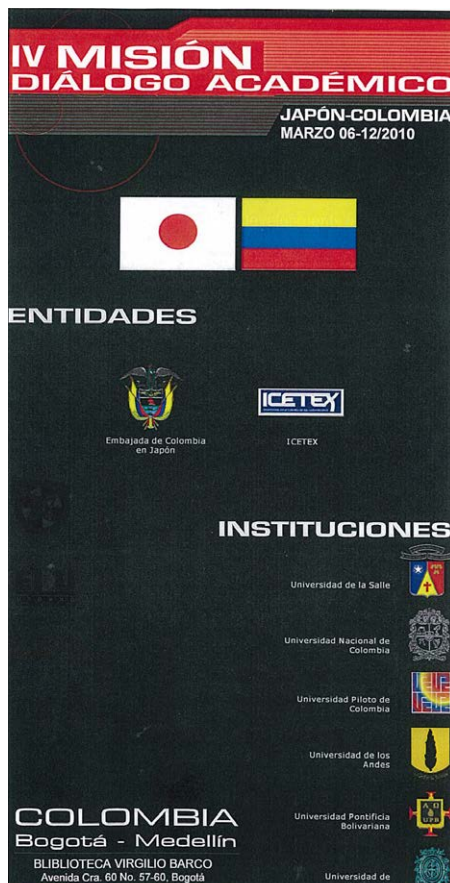 IV MISIÓN
DIÁLOGO ACADÉMICO
JAPÓN-COLOMBIA
MARZO 06-12/2010
ENTIDADES
Embajada de Colombia
en Japón
ICETEX
ICETEX
INSTITUCIONES
Universidad de la Salle
Universidad Nacional de
Colombia
Universidad Piloto de
Colombia
Universidad de los
Andes
Universidad Pontificia
Bolivariana
UPB
Universidad de
COLOMBIA
Bogotá - Medellín
BLIBLIOTECA VIRGILIO BARCO
Avenida Cra. 60 No. 57-60, Bogotá